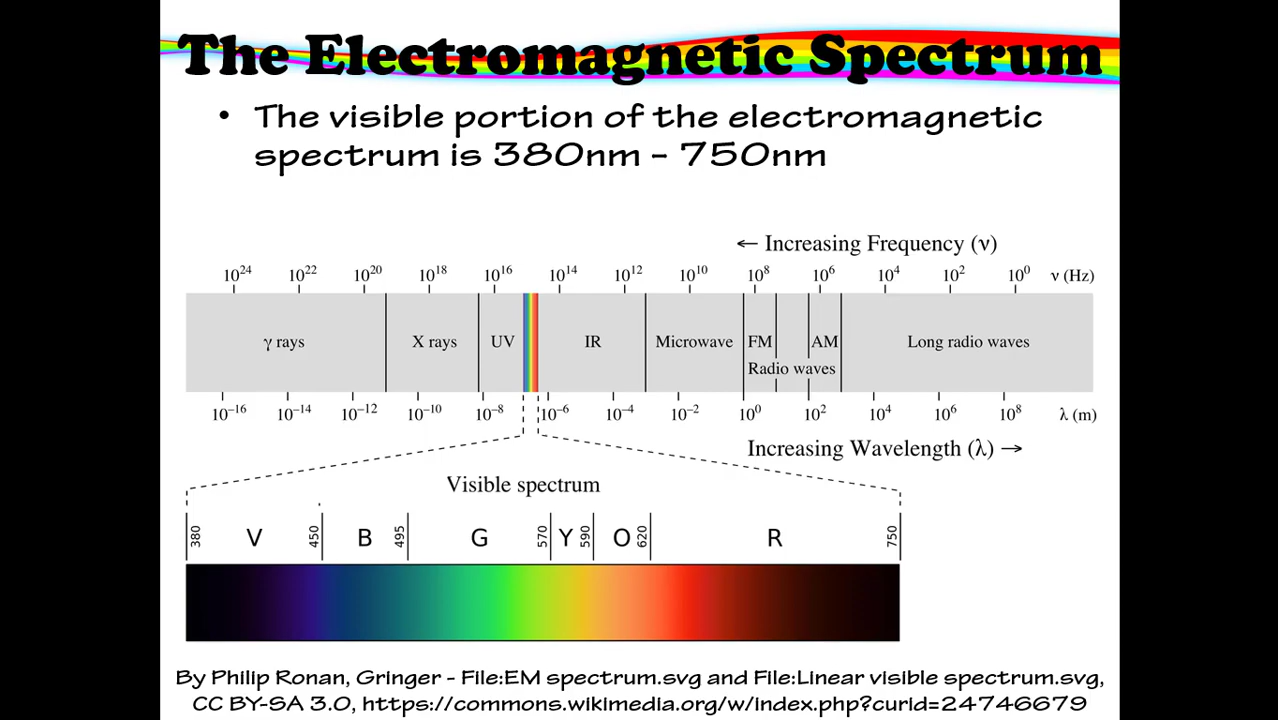 The Electromagnetic Spectrum
• The visible portion of the electromagnetic
spectrum is 380nm - 750nm
← Increasing Frequency (ν)
10²⁴ 10²² 10²⁰ 10¹⁸ 10¹⁶ 10¹⁴ 10¹² 10¹⁰ 10⁸ 10⁶ 10⁴ 10² 10⁰ ν (Hz)
γ rays X rays UV IR Microwave FM AM Long radio waves
Radio waves
10⁻¹⁶ 10⁻¹⁴ 10⁻¹² 10⁻¹⁰ 10⁻⁸ 10⁻⁶ 10⁻⁴ 10⁻² 10⁰ 10² 10⁴ 10⁶ 10⁸ λ (m)
Increasing Wavelength (λ) →
Visible spectrum
380 V 450 B 495 G 570 Y 590 O 620 R 750
By Philip Ronan, Gringer - File:EM spectrum.svg and File:Linear visible spectrum.svg,
CC BY-SA 3.0, https://commons.wikimedia.org/w/index.php?curid=24746679